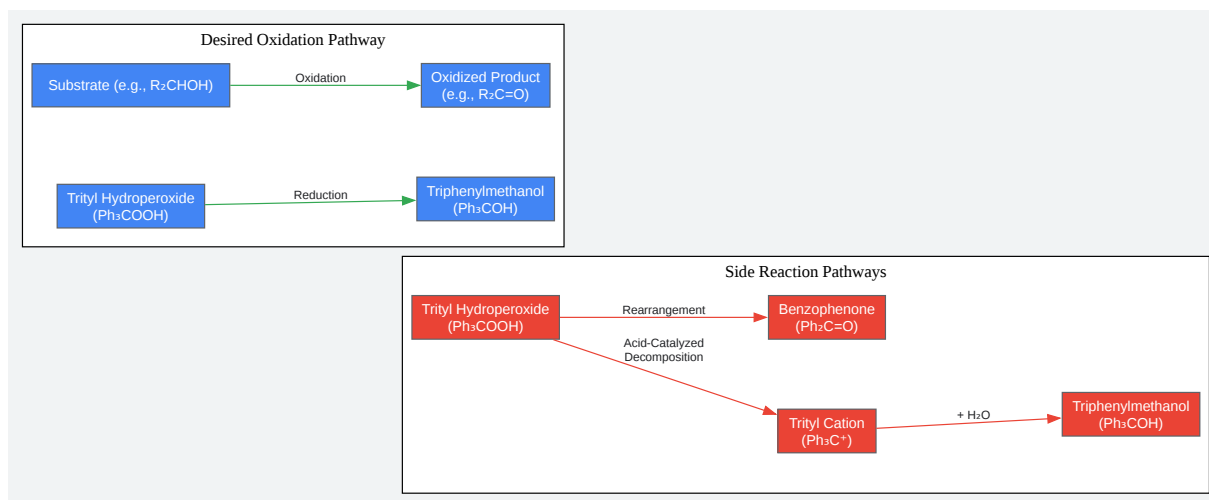 Desired Oxidation Pathway
Substrate (e.g., R₂CHOH)
Oxidation
Oxidized Product
(e.g., R₂C=O)
Trityl Hydroperoxide
(Ph₃COOH)
Reduction
Triphenylmethanol
(Ph₃COH)
Side Reaction Pathways
Trityl Hydroperoxide
(Ph₃COOH)
Rearrangement
Benzophenone
(Ph₂C=O)
Acid-Catalyzed
Decomposition
Trityl Cation
(Ph₃C⁺)
+ H₂O
Triphenylmethanol
(Ph₃COH)